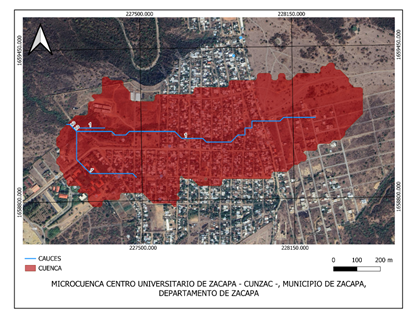 227500.000
228150.000
1659450.000
1659450.000
1658800.000
1658800.000
227500.000
228150.000
CAUCES
CUENCA
0 100 200 m
MICROCUENCA CENTRO UNIVERSITARIO DE ZACAPA - CUNZAC -, MUNICIPIO DE ZACAPA,
DEPARTAMENTO DE ZACAPA